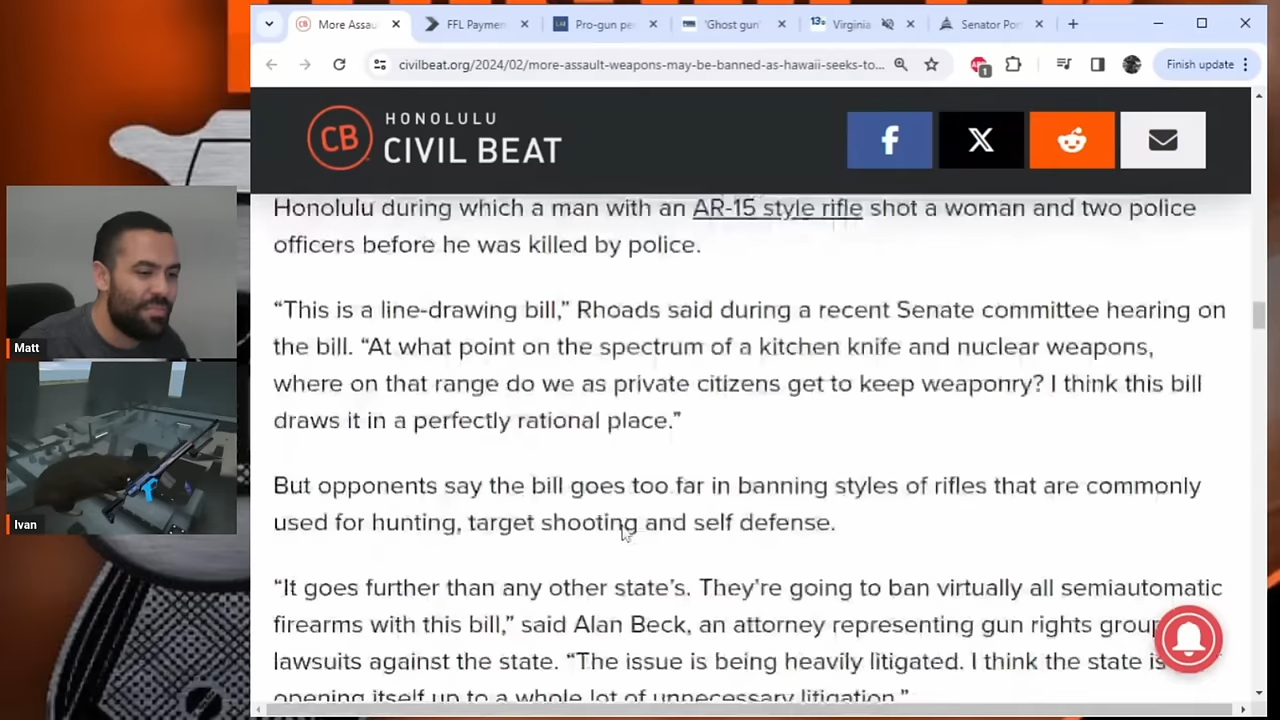 More Assau
FFL Paymen
Pro-gun pe
'Ghost gun'
Virginia
Senator Po
civilbeat.org/2024/02/more-assault-weapons-may-be-banned-as-hawaii-seeks-to...
1
Finish update
CB
HONOLULU
CIVIL BEAT
f
X
Honolulu during which a man with an AR-15 style rifle shot a woman and two police
officers before he was killed by police.
“This is a line-drawing bill,” Rhoads said during a recent Senate committee hearing on
the bill. “At what point on the spectrum of a kitchen knife and nuclear weapons,
where on that range do we as private citizens get to keep weaponry? I think this bill
draws it in a perfectly rational place.”
But opponents say the bill goes too far in banning styles of rifles that are commonly
used for hunting, target shooting and self defense.
“It goes further than any other state’s. They’re going to ban virtually all semiautomatic
firearms with this bill,” said Alan Beck, an attorney representing gun rights group
lawsuits against the state. “The issue is being heavily litigated. I think the state is
opening itself up to a whole lot of unnecessary litigation.”
Matt
Ivan